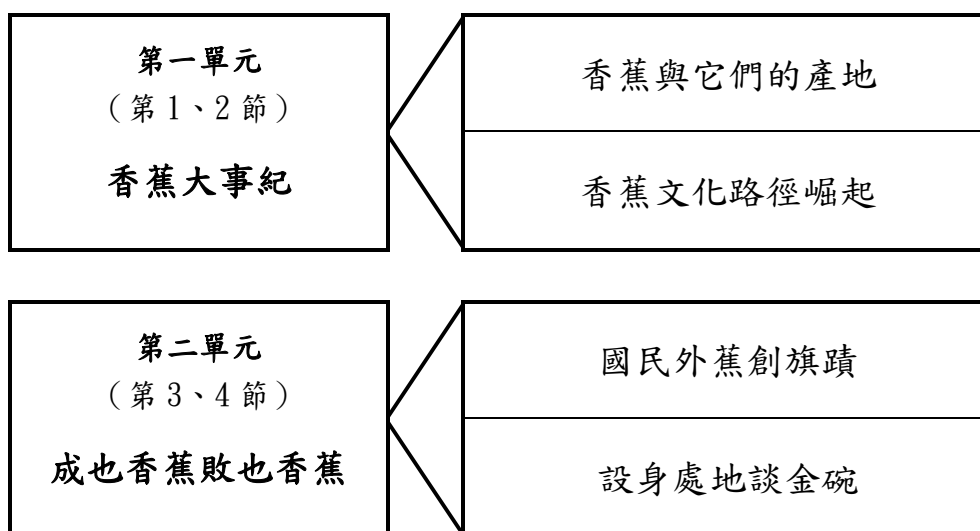 第一單元
（第 1、2 節）
香蕉大事紀
香蕉與它們的產地
香蕉文化路徑崛起
第二單元
（第 3、4 節）
成也香蕉敗也香蕉
國民外蕉創旗蹟
設身處地談金碗